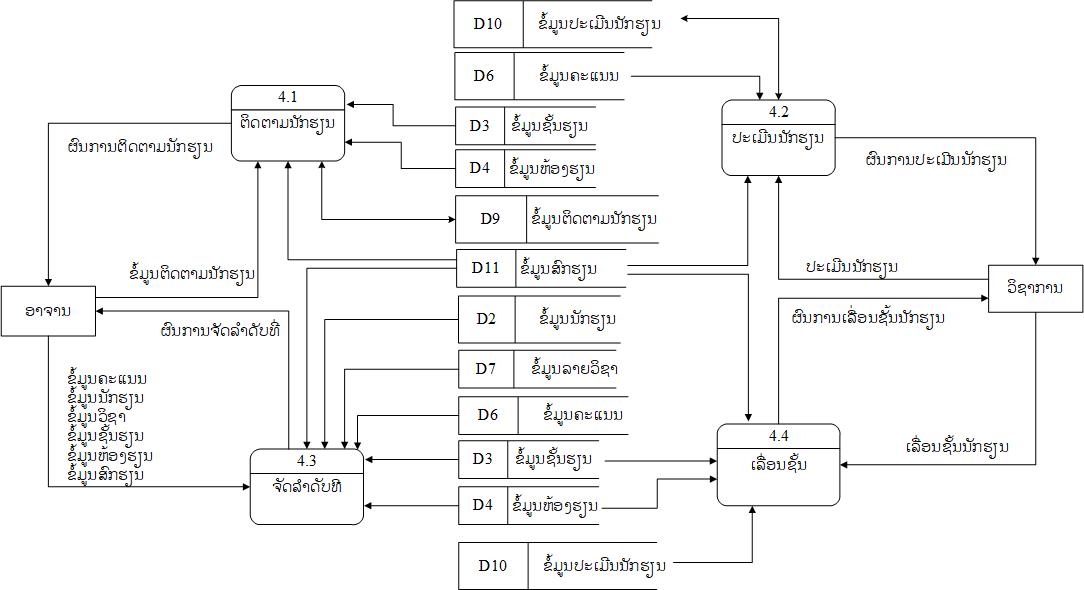 D10 ຂໍ້ມູນປະເມີນນັກຮຽນ
D6 ຂໍ້ມູນຄະແນນ
4.1
ຕິດຕາມນັກຮຽນ
4.2
ປະເມີນນັກຮຽນ
D3 ຂໍ້ມູນຊັ້ນຮຽນ
ຜົນການຕິດຕາມນັກຮຽນ
D4 ຂໍ້ມູນຫ້ອງຮຽນ
ຜົນການປະເມີນນັກຮຽນ
D9 ຂໍ້ມູນຕິດຕາມນັກຮຽນ
D11 ຂໍ້ມູນສົກຮຽນ
ຂໍ້ມູນຕິດຕາມນັກຮຽນ
ປະເມີນນັກຮຽນ
ອາຈານ
ວິຊາການ
D2 ຂໍ້ມູນນັກຮຽນ
ຜົນການຈັດລຳດັບທີ່
ຜົນການເລື່ອນຊັ້ນນັກຮຽນ
D7 ຂໍ້ມູນລາຍວິຊາ
ຂໍ້ມູນຄະແນນ
ຂໍ້ມູນນັກຮຽນ
ຂໍ້ມູນວິຊາ
ຂໍ້ມູນຊັ້ນຮຽນ
ຂໍ້ມູນຫ້ອງຮຽນ
ຂໍ້ມູນສົກຮຽນ
D6 ຂໍ້ມູນຄະແນນ
4.3
ຈັດລຳດັບທີ
D3 ຂໍ້ມູນຊັ້ນຮຽນ
4.4
ເລື່ອນຊັ້ນ
ເລື່ອນຊັ້ນນັກຮຽນ
D4 ຂໍ້ມູນຫ້ອງຮຽນ
D10 ຂໍ້ມູນປະເມີນນັກຮຽນ